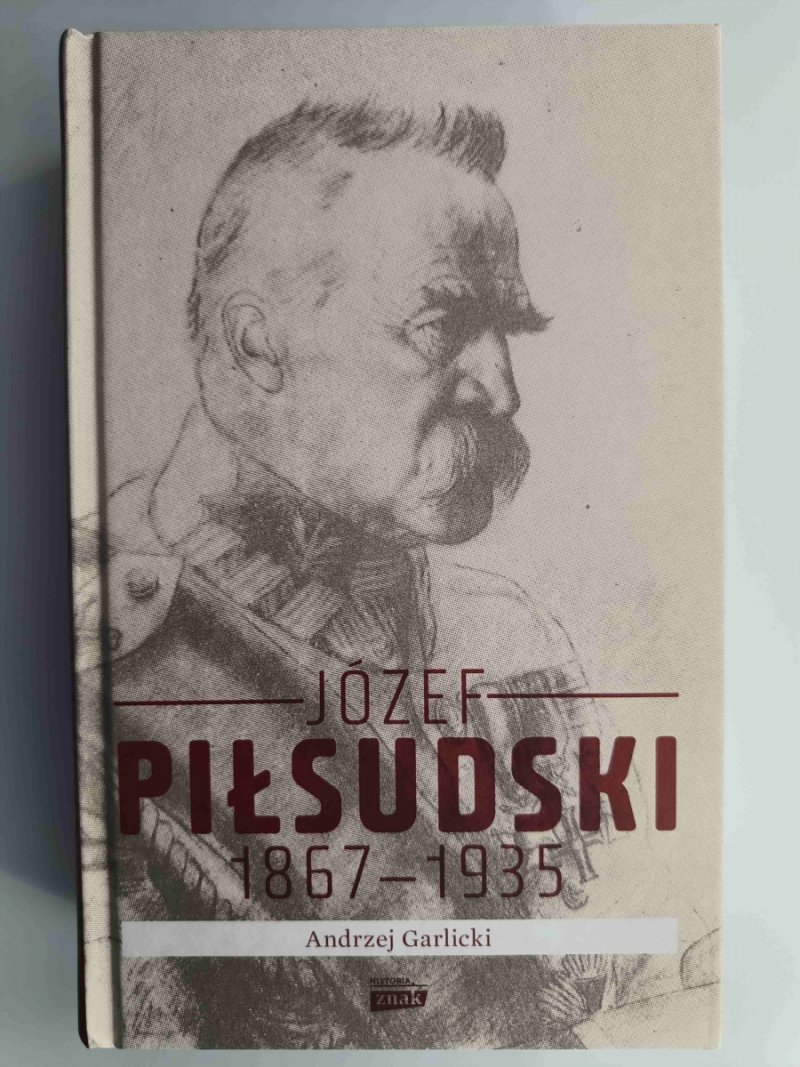 JÓZEF
PIŁSUDSKI
1867–1935
Andrzej Garlicki
HISTORIA
znak